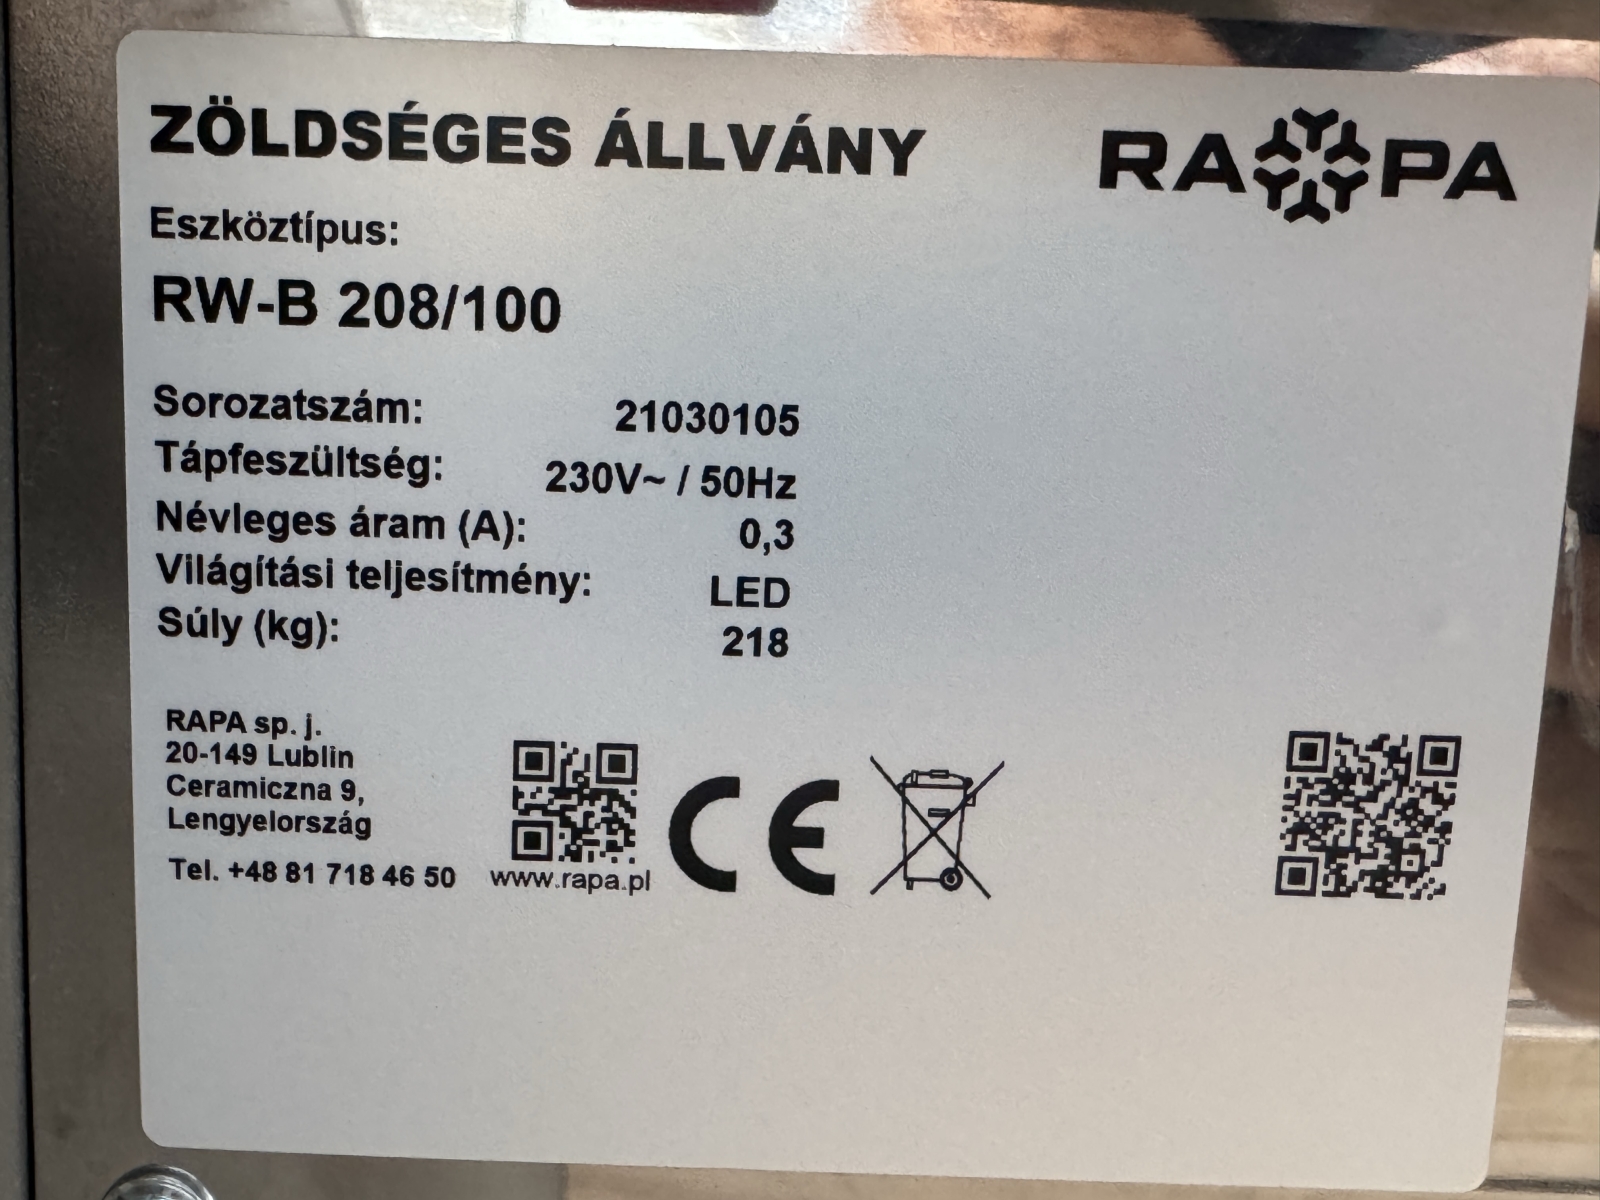 ZÖLDSÉGES ÁLLVÁNY
RAPA
Eszköztípus:
RW-B 208/100
Sorozatszám: 21030105
Tápfeszültség: 230V~ / 50Hz
Névleges áram (A): 0,3
Világítási teljesítmény: LED
Súly (kg): 218
RAPA sp. j.
20-149 Lublin
Ceramiczna 9,
Lengyelország
Tel. +48 81 718 46 50
www.rapa.pl
CE